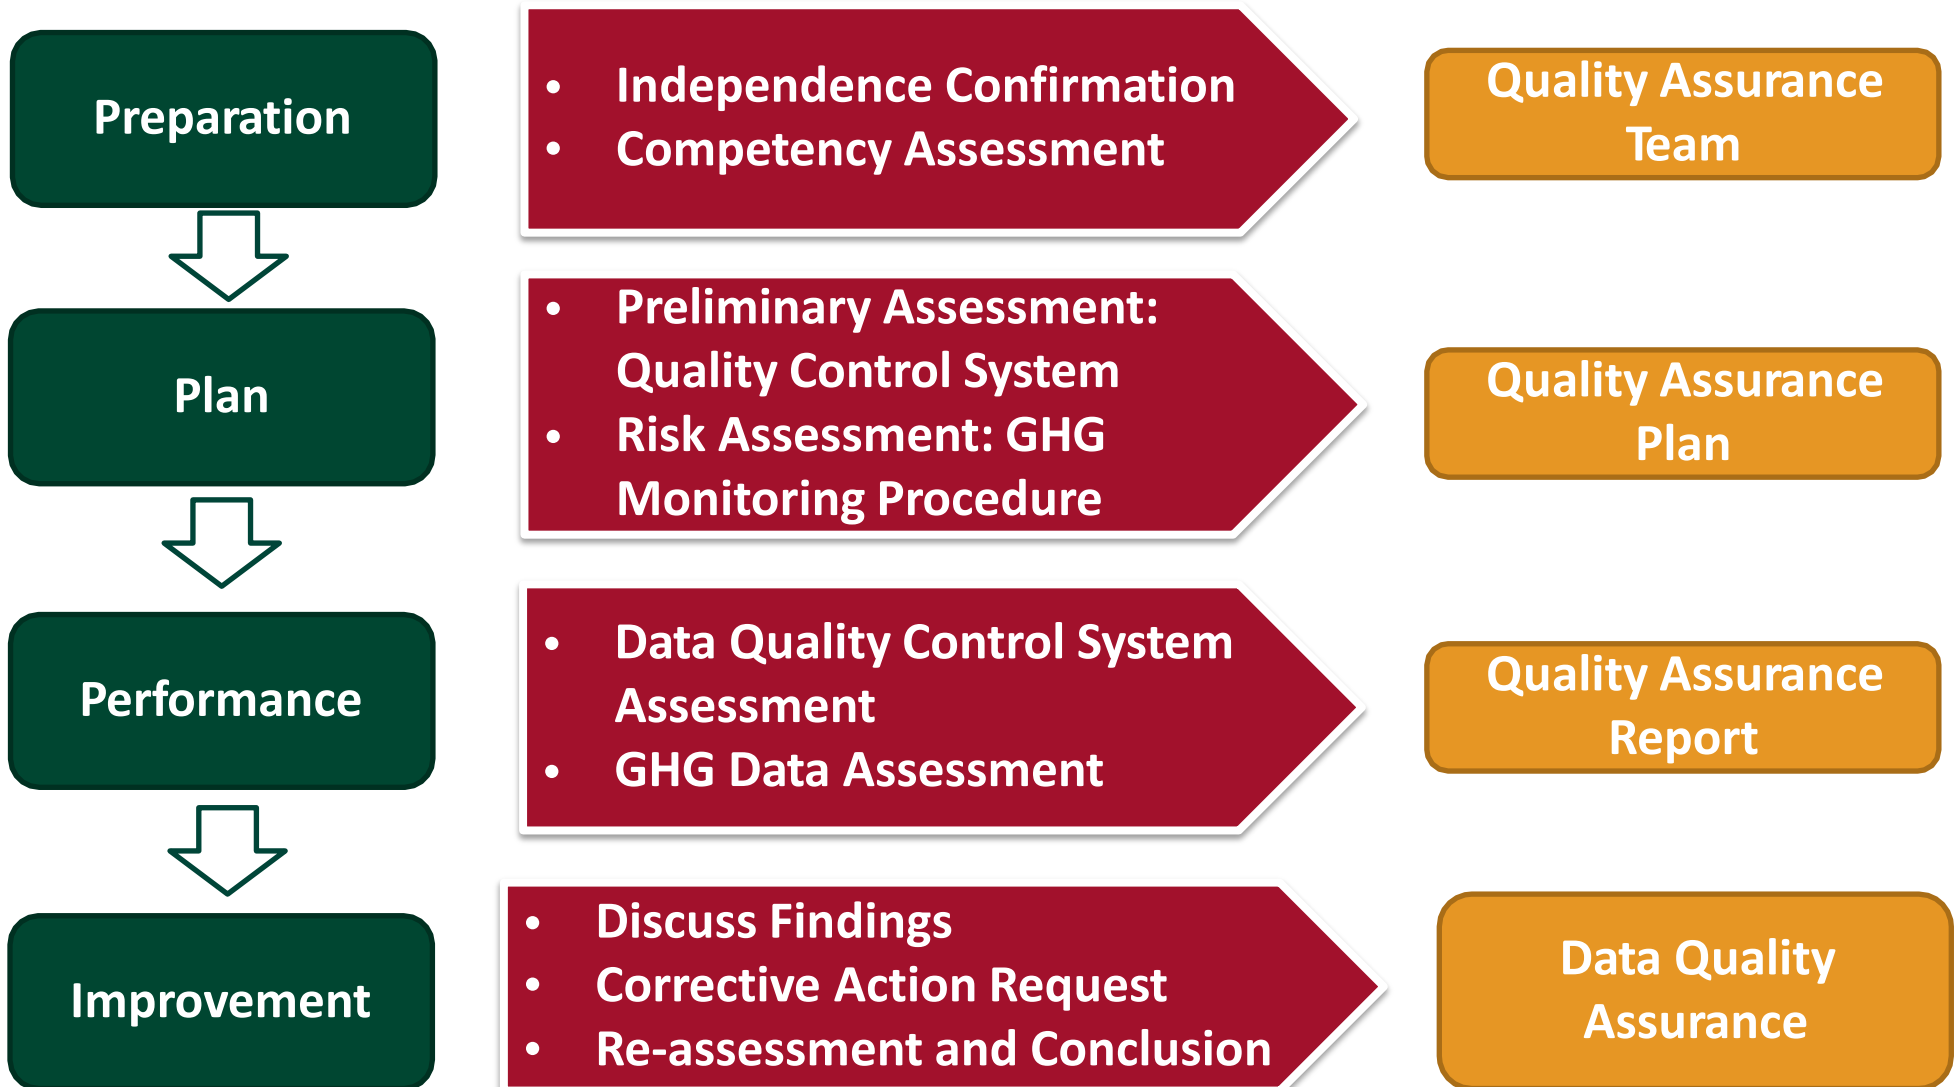 Preparation
• Independence Confirmation
• Competency Assessment
Quality Assurance
Team
Plan
• Preliminary Assessment:
Quality Control System
• Risk Assessment: GHG
Monitoring Procedure
Quality Assurance
Plan
Performance
• Data Quality Control System
Assessment
• GHG Data Assessment
Quality Assurance
Report
Improvement
• Discuss Findings
• Corrective Action Request
• Re-assessment and Conclusion
Data Quality
Assurance